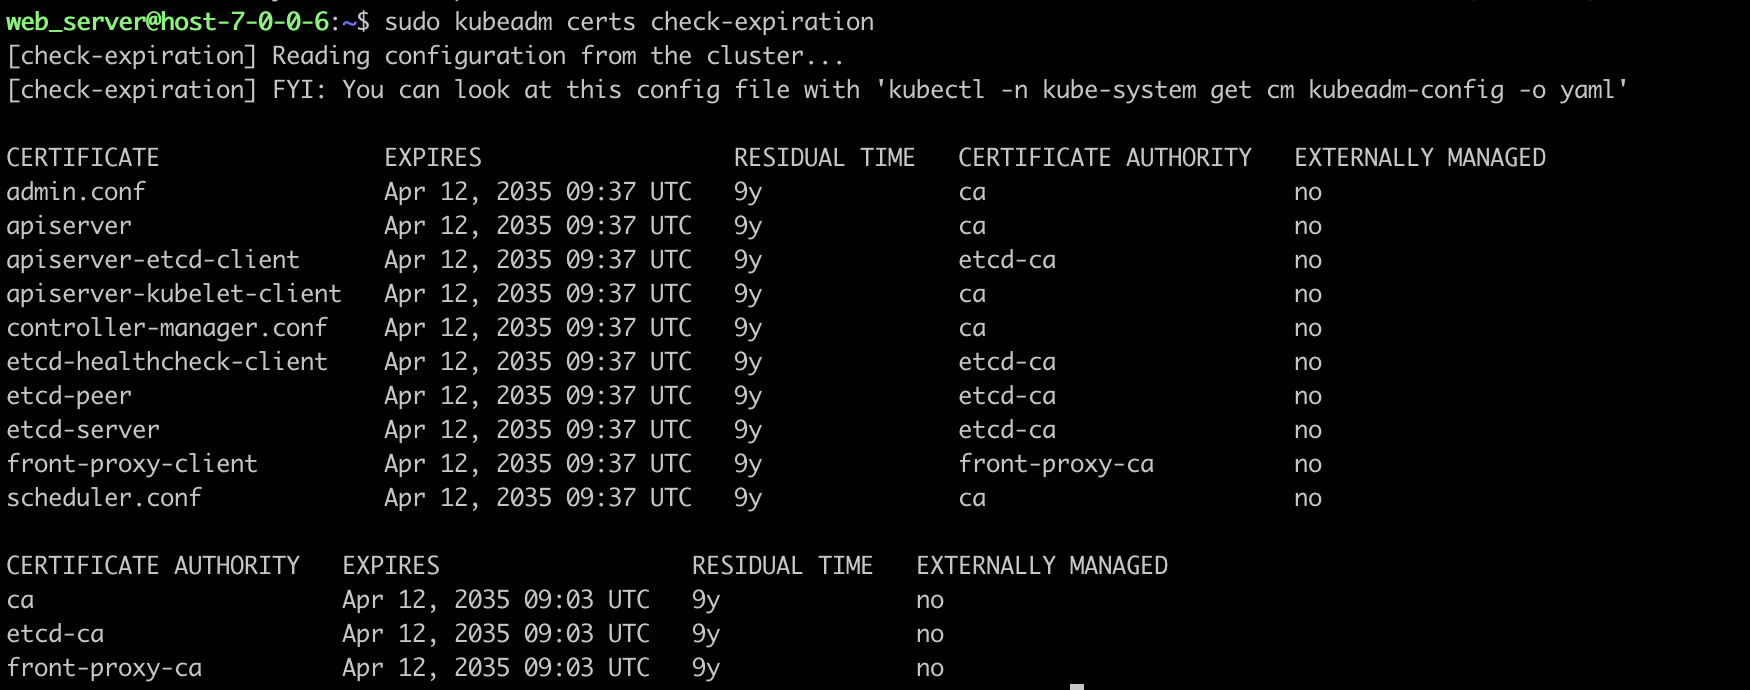 web_server@host-7-0-0-6:~$ sudo kubeadm certs check-expiration
[check-expiration] Reading configuration from the cluster...
[check-expiration] FYI: You can look at this config file with 'kubectl -n kube-system get cm kubeadm-config -o yaml'
CERTIFICATE EXPIRES RESIDUAL TIME CERTIFICATE AUTHORITY EXTERNALLY MANAGED
admin.conf Apr 12, 2035 09:37 UTC 9y ca no
apiserver Apr 12, 2035 09:37 UTC 9y ca no
apiserver-etcd-client Apr 12, 2035 09:37 UTC 9y etcd-ca no
apiserver-kubelet-client Apr 12, 2035 09:37 UTC 9y ca no
controller-manager.conf Apr 12, 2035 09:37 UTC 9y ca no
etcd-healthcheck-client Apr 12, 2035 09:37 UTC 9y etcd-ca no
etcd-peer Apr 12, 2035 09:37 UTC 9y etcd-ca no
etcd-server Apr 12, 2035 09:37 UTC 9y etcd-ca no
front-proxy-client Apr 12, 2035 09:37 UTC 9y front-proxy-ca no
scheduler.conf Apr 12, 2035 09:37 UTC 9y ca no
CERTIFICATE AUTHORITY EXPIRES RESIDUAL TIME EXTERNALLY MANAGED
ca Apr 12, 2035 09:03 UTC 9y no
etcd-ca Apr 12, 2035 09:03 UTC 9y no
front-proxy-ca Apr 12, 2035 09:03 UTC 9y no